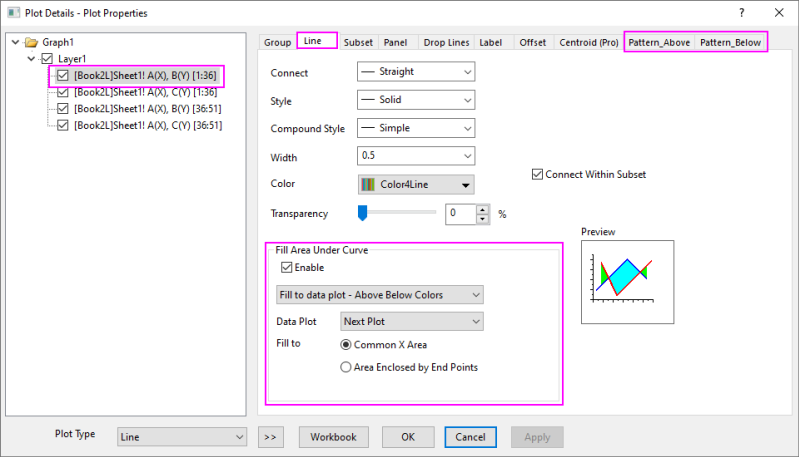 Plot Details - Plot Properties
?
Graph1
Layer1
[Book2L]Sheet1! A(X), B(Y) [1:36]
[Book2L]Sheet1! A(X), C(Y) [1:36]
[Book2L]Sheet1! A(X), B(Y) [36:51]
[Book2L]Sheet1! A(X), C(Y) [36:51]
Group Line Subset Panel Drop Lines Label Offset Centroid (Pro) Pattern_Above Pattern_Below
Connect Straight
Style Solid
Compound Style Simple
Width 0.5
Color Color4Line
Connect Within Subset
Transparency 0 %
Preview
Fill Area Under Curve
Enable
Fill to data plot - Above Below Colors
Data Plot Next Plot
Fill to Common X Area
Area Enclosed by End Points
Plot Type Line >> Workbook OK Cancel Apply